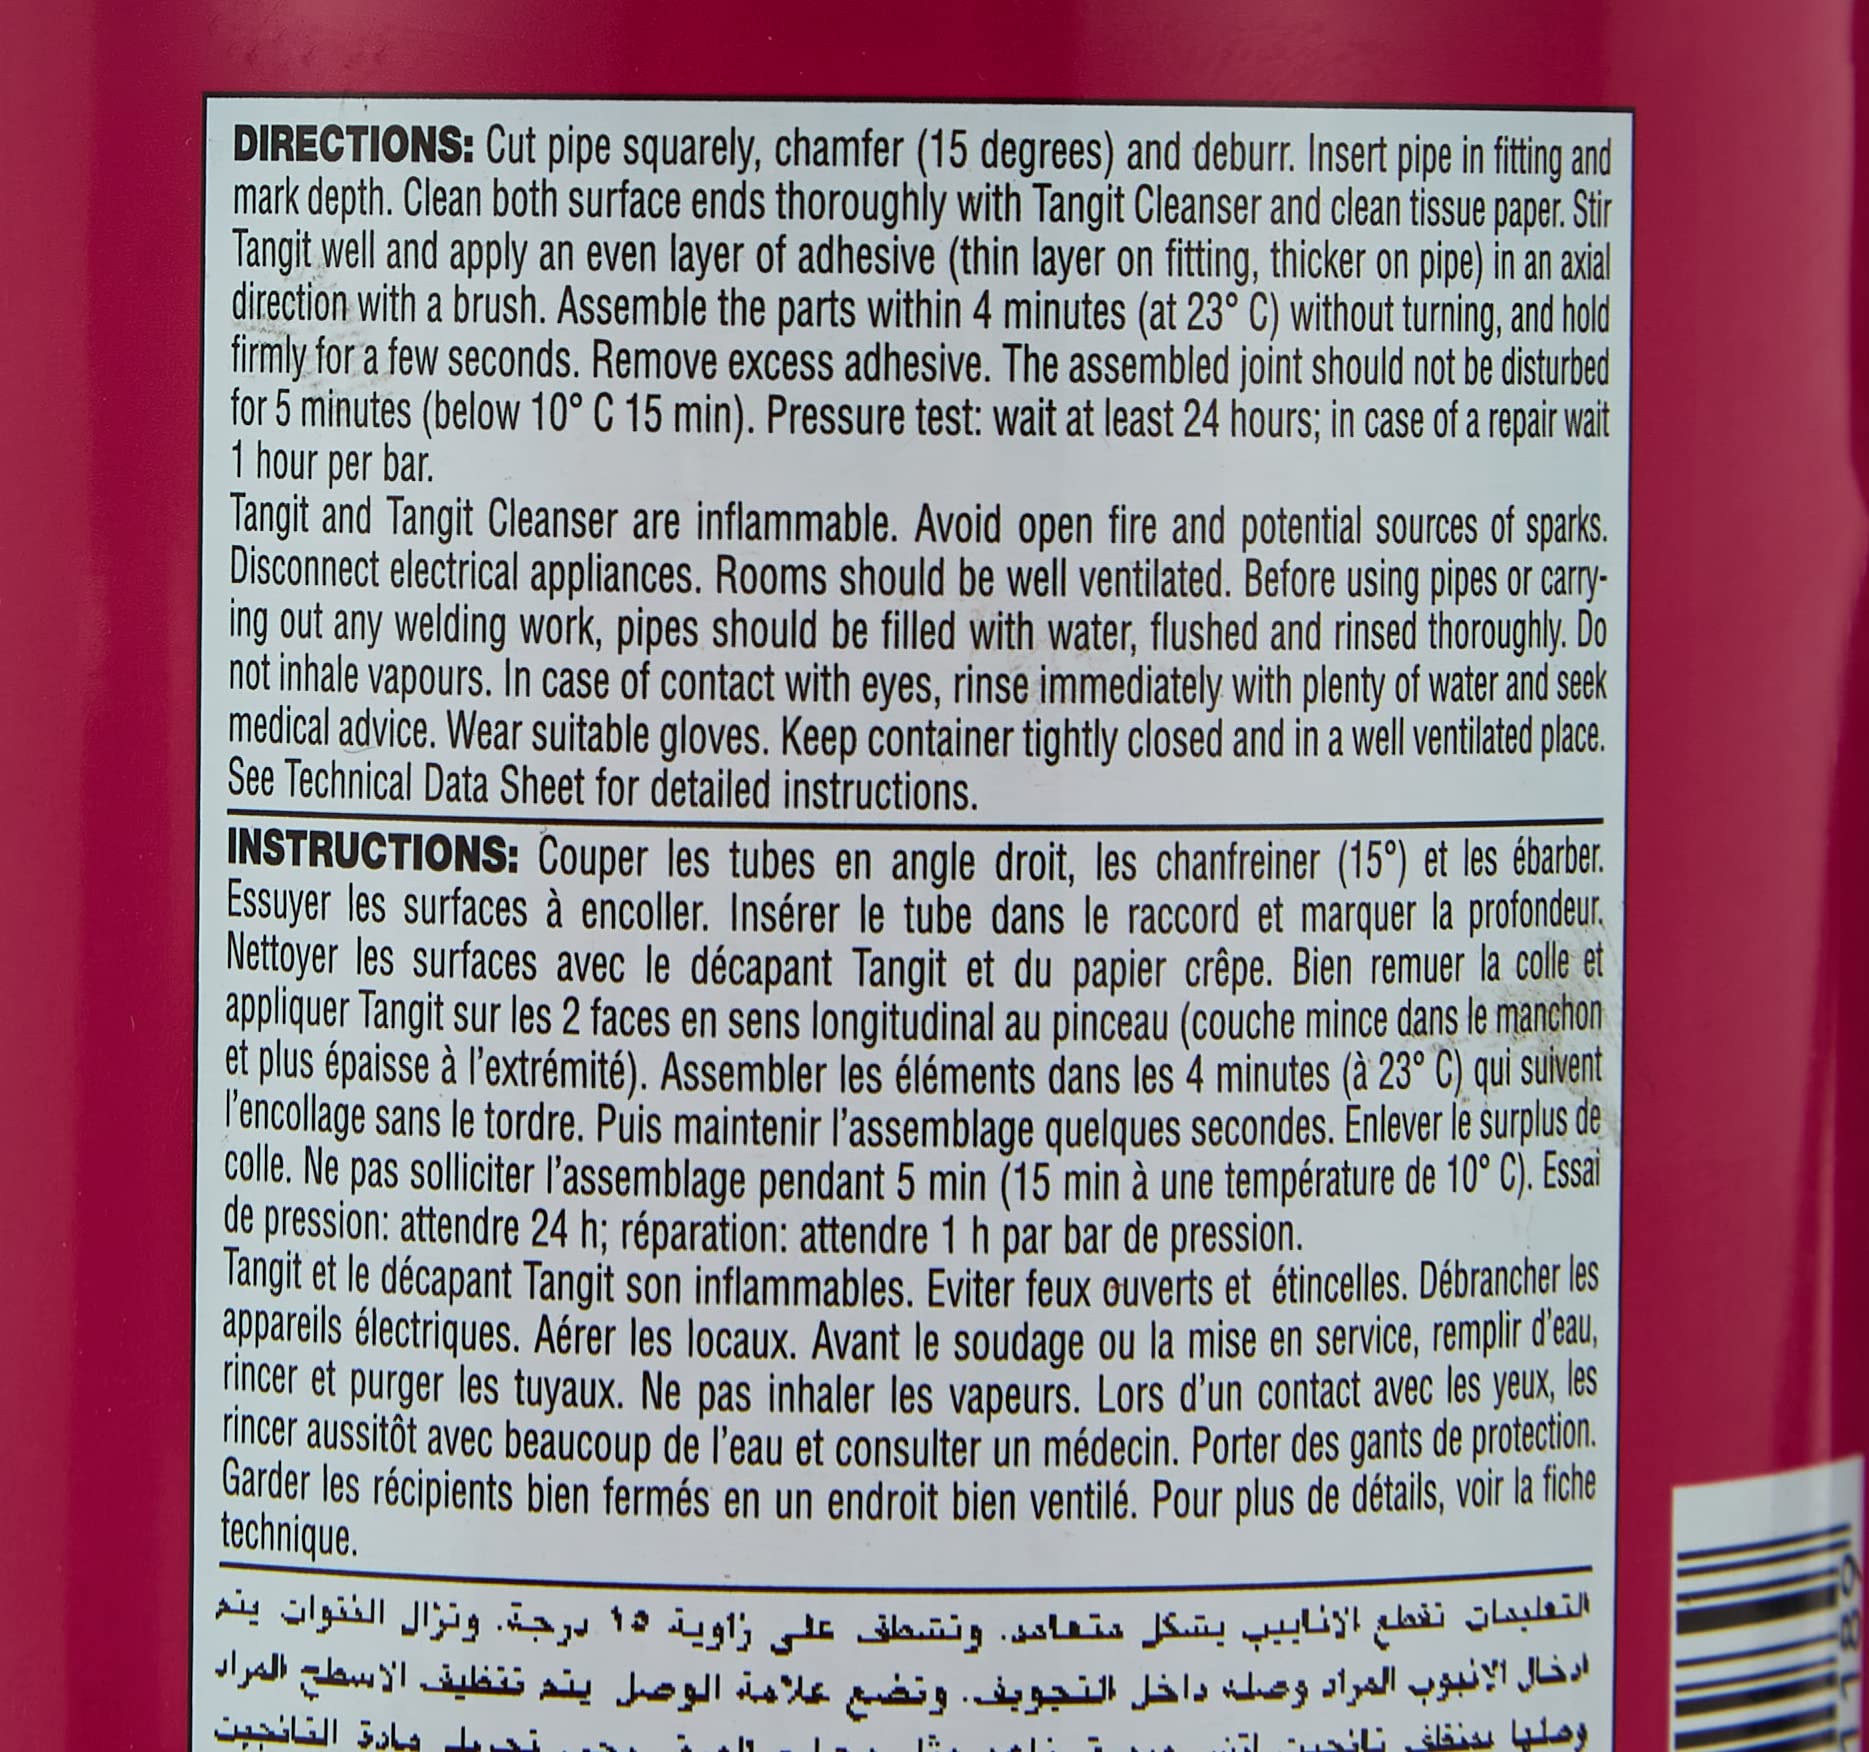 DIRECTIONS: Cut pipe squarely, chamfer (15 degrees) and deburr. Insert pipe in fitting and
mark depth. Clean both surface ends thoroughly with Tangit Cleanser and clean tissue paper. Stir
Tangit well and apply an even layer of adhesive (thin layer on fitting, thicker on pipe) in an axial
direction with a brush. Assemble the parts within 4 minutes (at 23° C) without turning, and hold
firmly for a few seconds. Remove excess adhesive. The assembled joint should not be disturbed
for 5 minutes (below 10° C 15 min). Pressure test: wait at least 24 hours; in case of a repair wait
1 hour per bar.
Tangit and Tangit Cleanser are inflammable. Avoid open fire and potential sources of sparks.
Disconnect electrical appliances. Rooms should be well ventilated. Before using pipes or carry-
ing out any welding work, pipes should be filled with water, flushed and rinsed thoroughly. Do
not inhale vapours. In case of contact with eyes, rinse immediately with plenty of water and seek
medical advice. Wear suitable gloves. Keep container tightly closed and in a well ventilated place.
See Technical Data Sheet for detailed instructions.
INSTRUCTIONS: Couper les tubes en angle droit, les chanfreiner (15°) et les ébarber.
Essuyer les surfaces à encoller. Insérer le tube dans le raccord et marquer la profondeur.
Nettoyer les surfaces avec le décapant Tangit et du papier crêpe. Bien remuer la colle et
appliquer Tangit sur les 2 faces en sens longitudinal au pinceau (couche mince dans le manchon
et plus épaisse à l'extrémité). Assembler les éléments dans les 4 minutes (à 23° C) qui suivent
l'encollage sans le tordre. Puis maintenir l'assemblage quelques secondes. Enlever le surplus de
colle. Ne pas solliciter l'assemblage pendant 5 min (15 min à une température de 10° C). Essai
de pression: attendre 24 h; réparation: attendre 1 h par bar de pression.
Tangit et le décapant Tangit son inflammables. Eviter feux ouverts et étincelles. Débrancher les
appareils électriques. Aérer les locaux. Avant le soudage ou la mise en service, remplir d'eau,
rincer et purger les tuyaux. Ne pas inhaler les vapeurs. Lors d'un contact avec les yeux, les
rincer aussitôt avec beaucoup de l'eau et consulter un médecin. Porter des gants de protection.
Garder les récipients bien fermés en un endroit bien ventilé. Pour plus de détails, voir la fiche
technique.
التعليمات تقطع الانابيب بشكل متعامد. وتشطف على زاوية ١٥ درجة. وتزال النتوات يتم
ادخال الانبوب المراد وصله داخل التجويف. وتضع علامة الوصل يتم تنظيف الاسطح المراد
مادة التانجيت